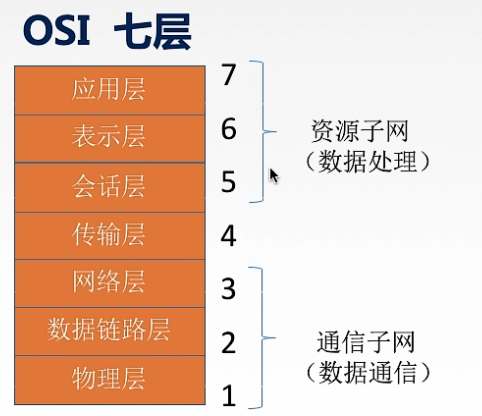 OSI 七层
应用层 7
表示层 6
会话层 5
传输层 4
网络层 3
数据链路层 2
物理层 1
资源子网
（数据处理）
通信子网
（数据通信）